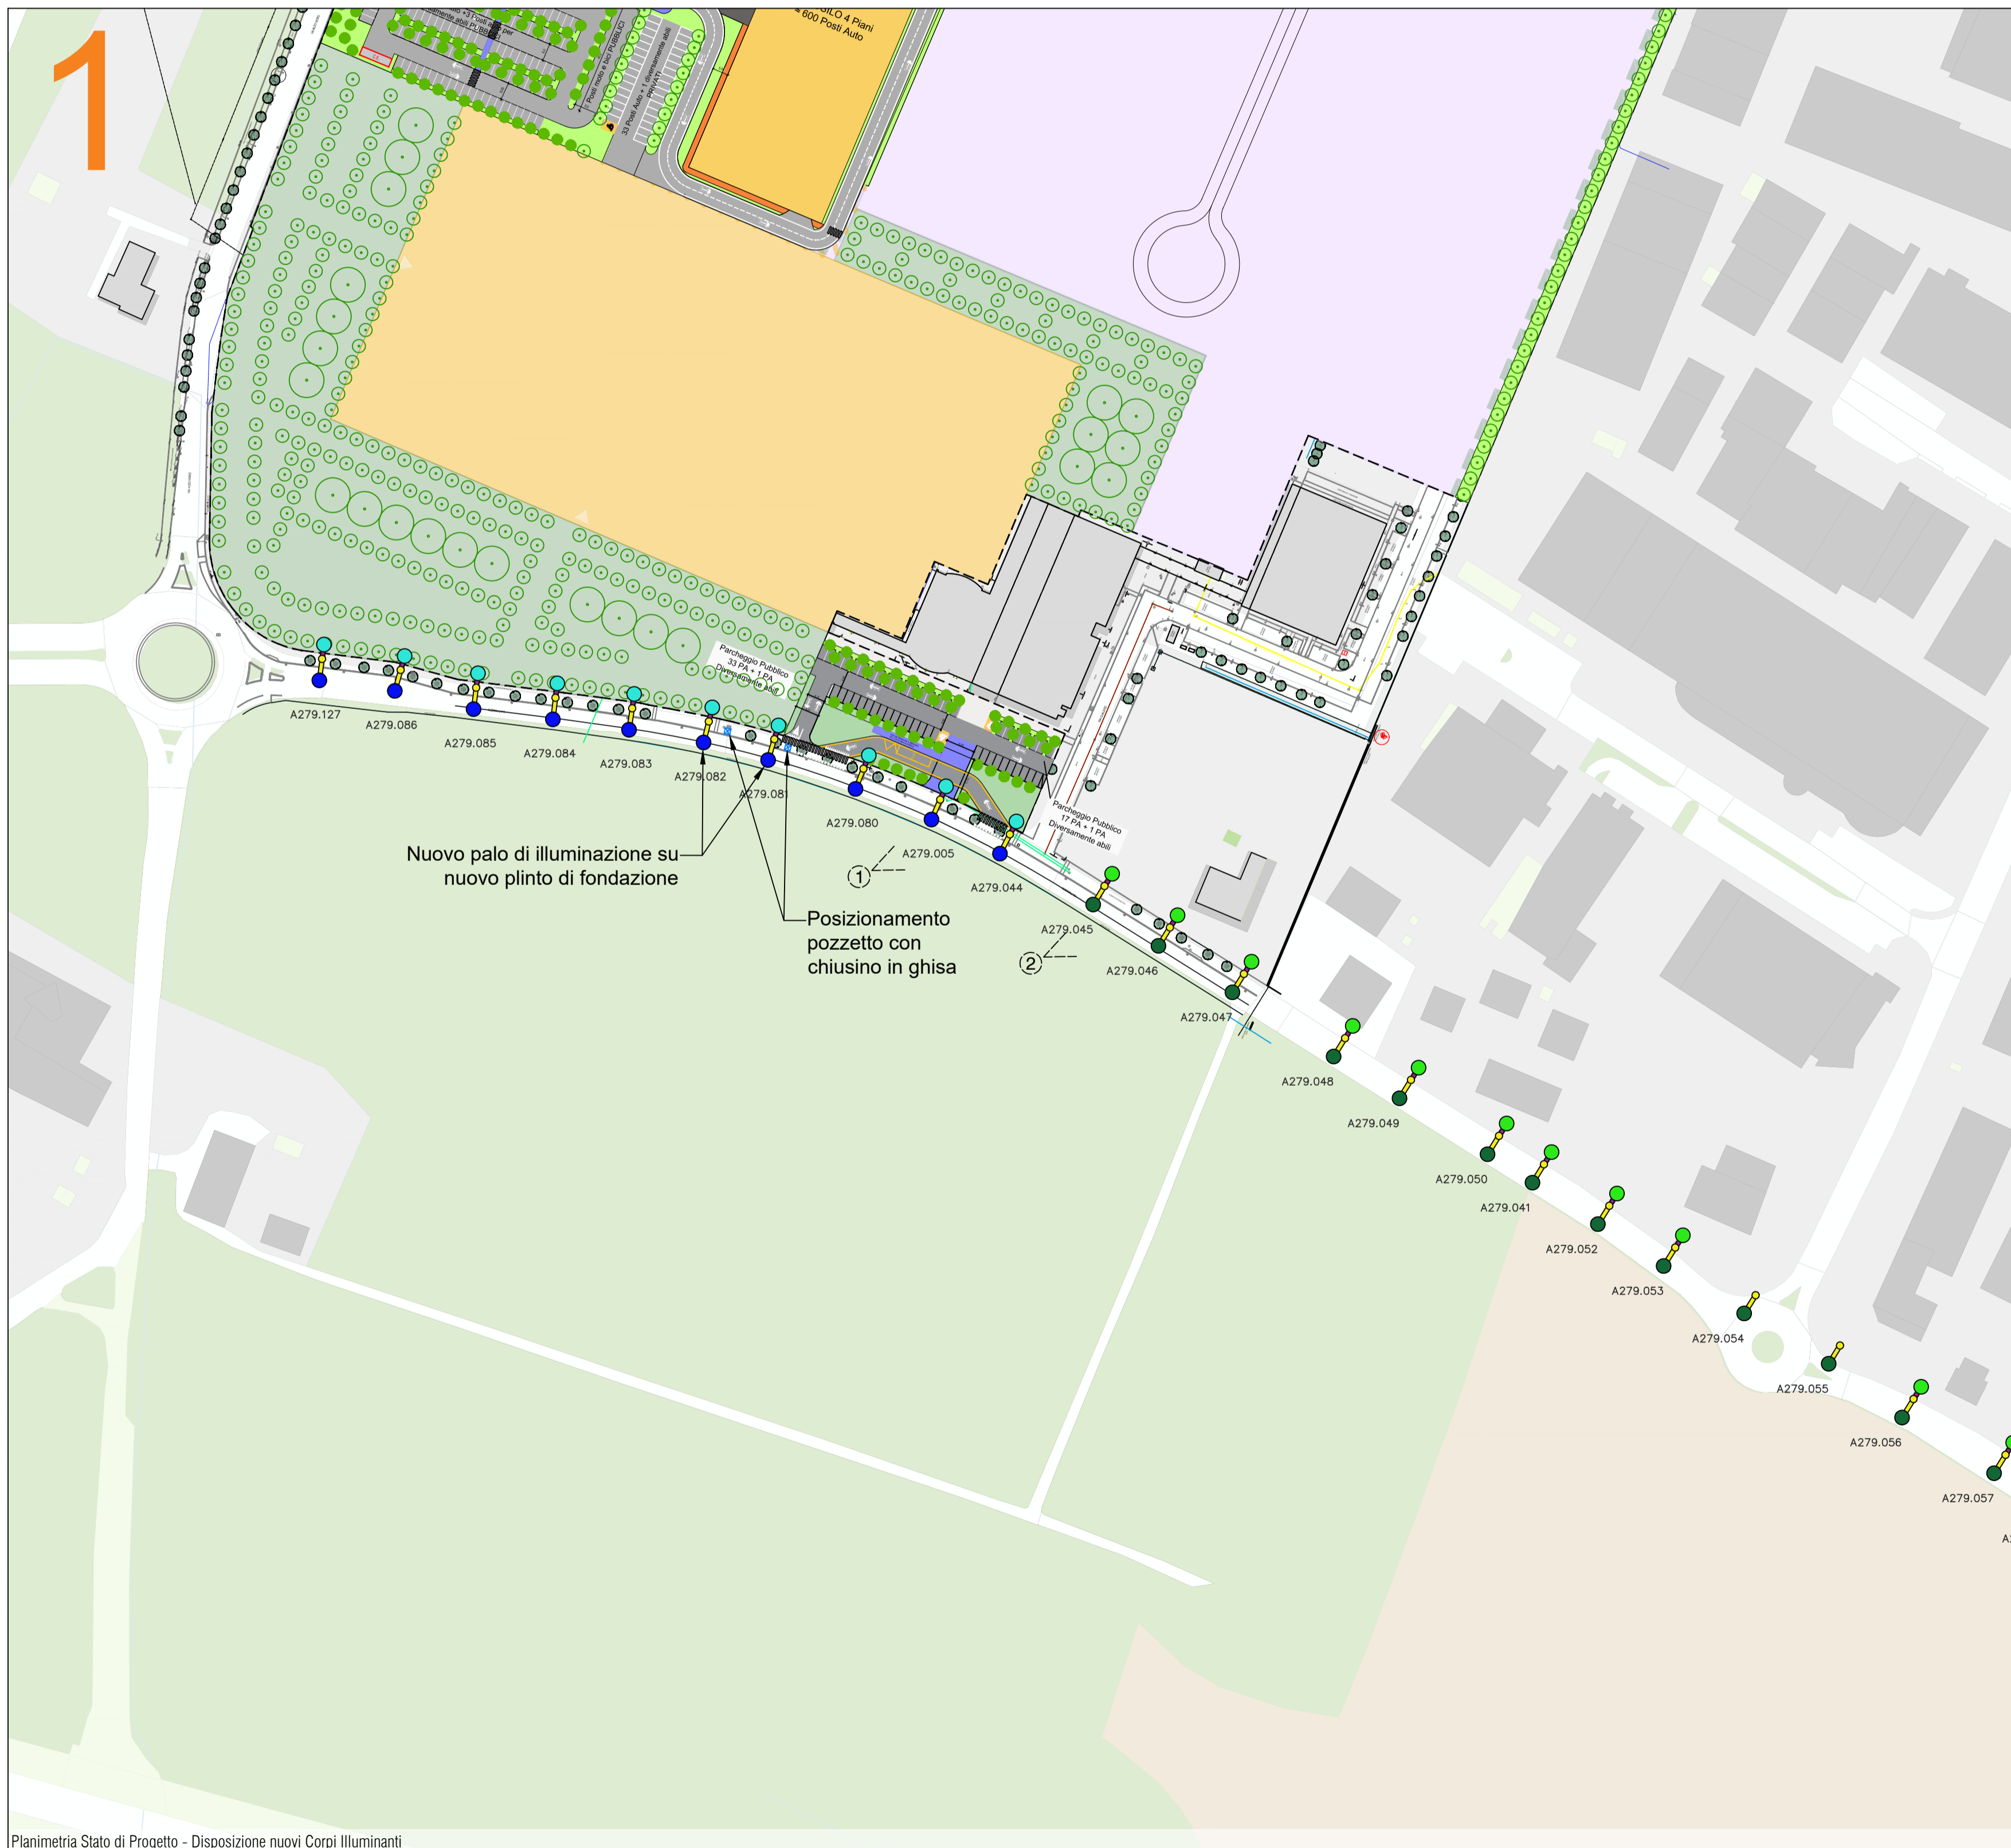 1
SILO 4 Piani
≈ 600 Posti Auto
Posti moto e bici PUBBLICI
33 Posti Auto + 1 diversamente abili
PRIVATI
Parcheggio Pubblico
33 PA + 1 PA
Diversamente abili
Parcheggio Pubblico
17 PA + 1 PA
Diversamente abili
A279.127
A279.086
A279.085
A279.084
A279.083
A279.082
A279.081
A279.080
A279.005
A279.044
A279.045
A279.046
A279.047
A279.048
A279.049
A279.050
A279.041
A279.052
A279.053
A279.054
A279.055
A279.056
A279.057
Nuovo palo di illuminazione su
nuovo plinto di fondazione
Posizionamento
pozzetto con
chiusino in ghisa
1
2
Planimetria Stato di Progetto - Disposizione nuovi Corpi Illuminanti